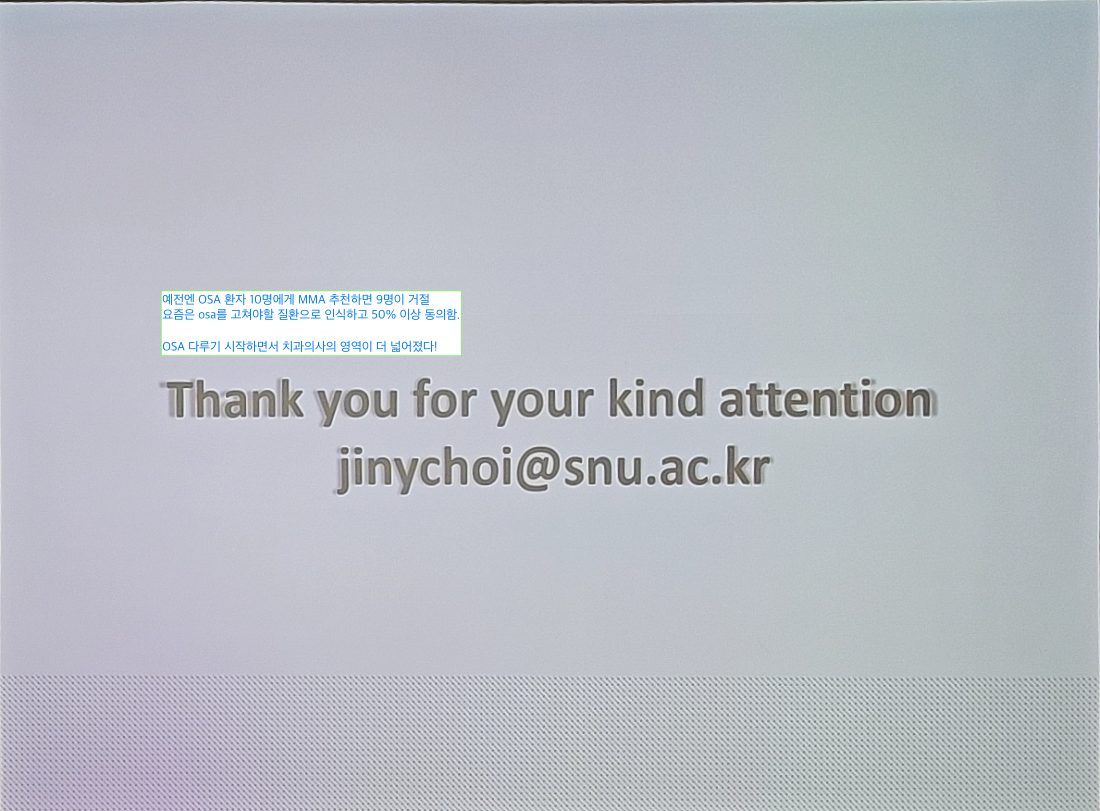 예전엔 OSA 환자 10명에게 MMA 추천하면 9명이 거절
요즘은 osa를 고쳐야할 질환으로 인식하고 50% 이상 동의함.
OSA 다루기 시작하면서 치과의사의 영역이 더 넓어졌다!
Thank you for your kind attention
jinychoi@snu.ac.kr